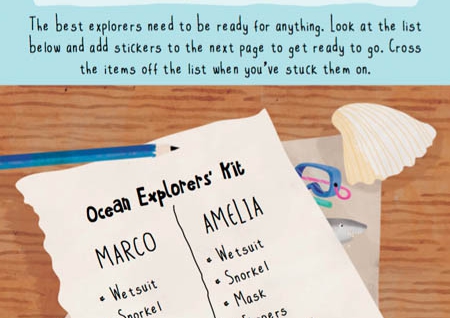 The best explorers need to be ready for anything. Look at the list
below and add stickers to the next page to get ready to go. Cross
the items off the list when you've stuck them on.
Ocean Explorers' Kit
MARCO
• Wetsuit
Snorkel
AMELIA
• Wetsuit
• Snorkel
• Mask